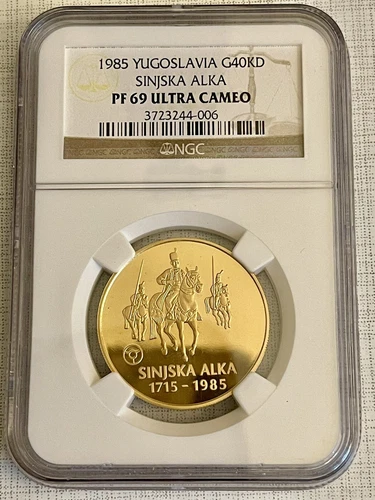 1985 YUGOSLAVIA G40KD
SINJSKA ALKA
PF 69 ULTRA CAMEO
3723244-006
NGC
SINJSKA ALKA
1715 - 1985